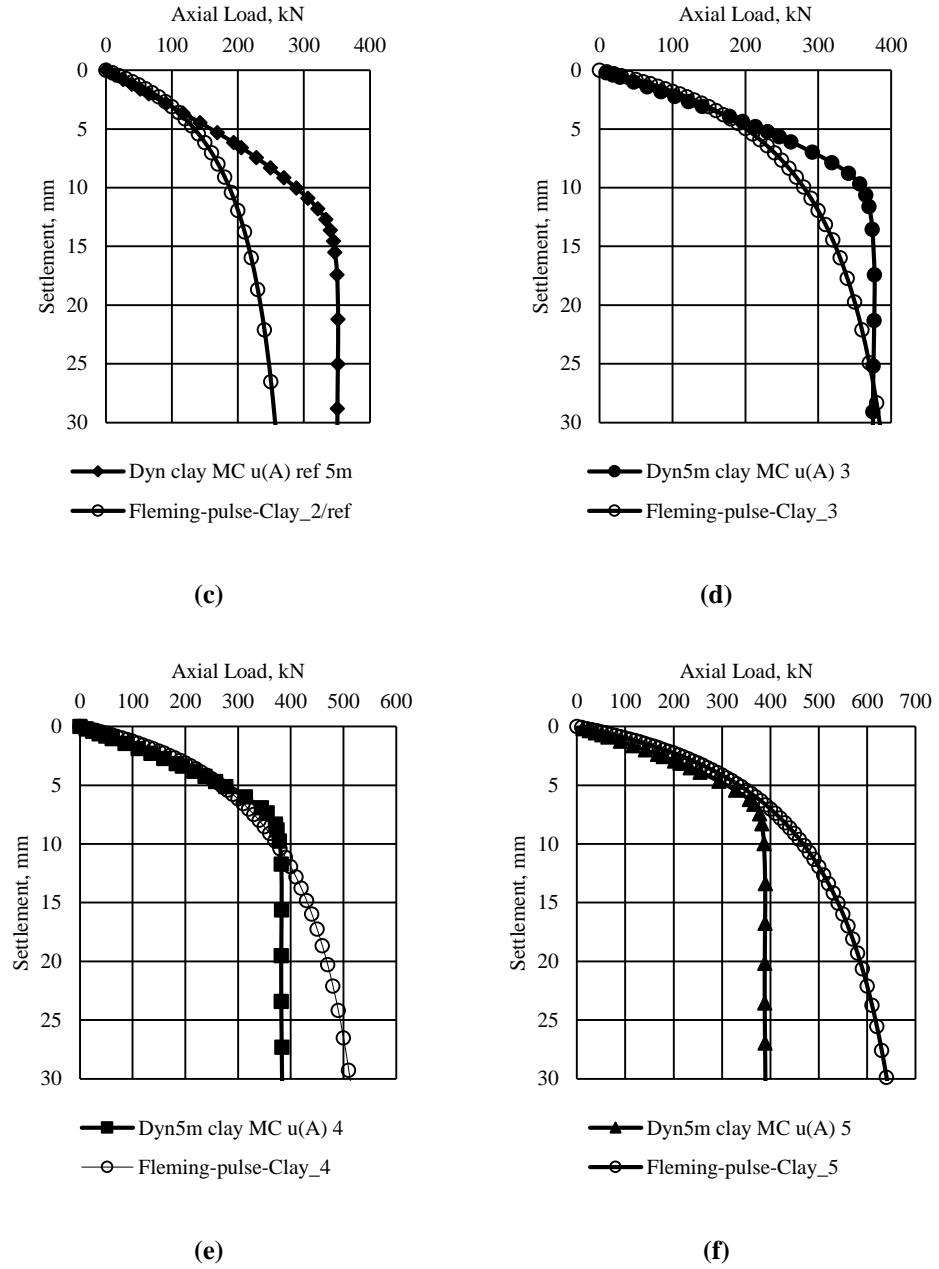 Axial Load, kN
0 100 200 300 400
0
5
10
15
20
25
30
Settlement, mm
Dyn clay MC u(A) ref 5m
Fleming-pulse-Clay_2/ref
(c)
Axial Load, kN
0 100 200 300 400
0
5
10
15
20
25
30
Settlement, mm
Dyn5m clay MC u(A) 3
Fleming-pulse-Clay_3
(d)
Axial Load, kN
0 100 200 300 400 500 600
0
5
10
15
20
25
30
Settlement, mm
Dyn5m clay MC u(A) 4
Fleming-pulse-Clay_4
(e)
Axial Load, kN
0 100 200 300 400 500 600 700
0
5
10
15
20
25
30
Settlement, mm
Dyn5m clay MC u(A) 5
Fleming-pulse-Clay_5
(f)